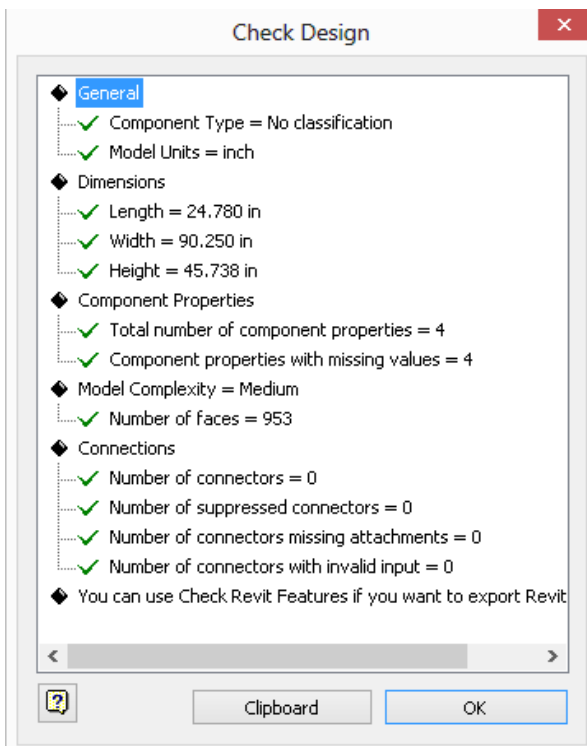 Check Design
General
Component Type = No classification
Model Units = inch
Dimensions
Length = 24.780 in
Width = 90.250 in
Height = 45.738 in
Component Properties
Total number of component properties = 4
Component properties with missing values = 4
Model Complexity = Medium
Number of faces = 953
Connections
Number of connectors = 0
Number of suppressed connectors = 0
Number of connectors missing attachments = 0
Number of connectors with invalid input = 0
You can use Check Revit Features if you want to export Revit
Clipboard
OK